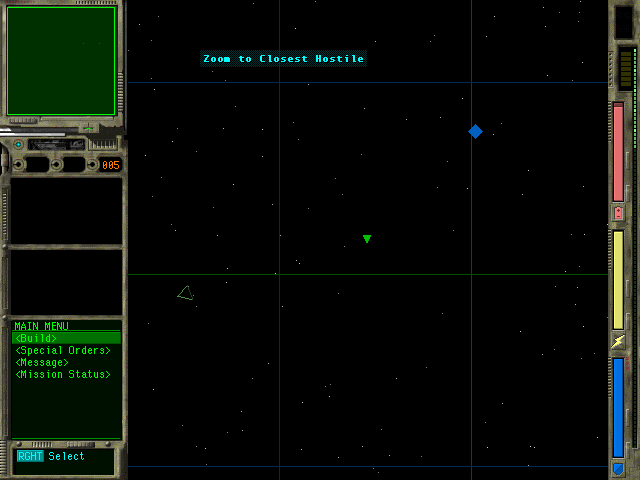 Zoom to Closest Hostile
005
MAIN MENU
<Build>
<Special Orders>
<Message>
<Mission Status>
RGHT Select